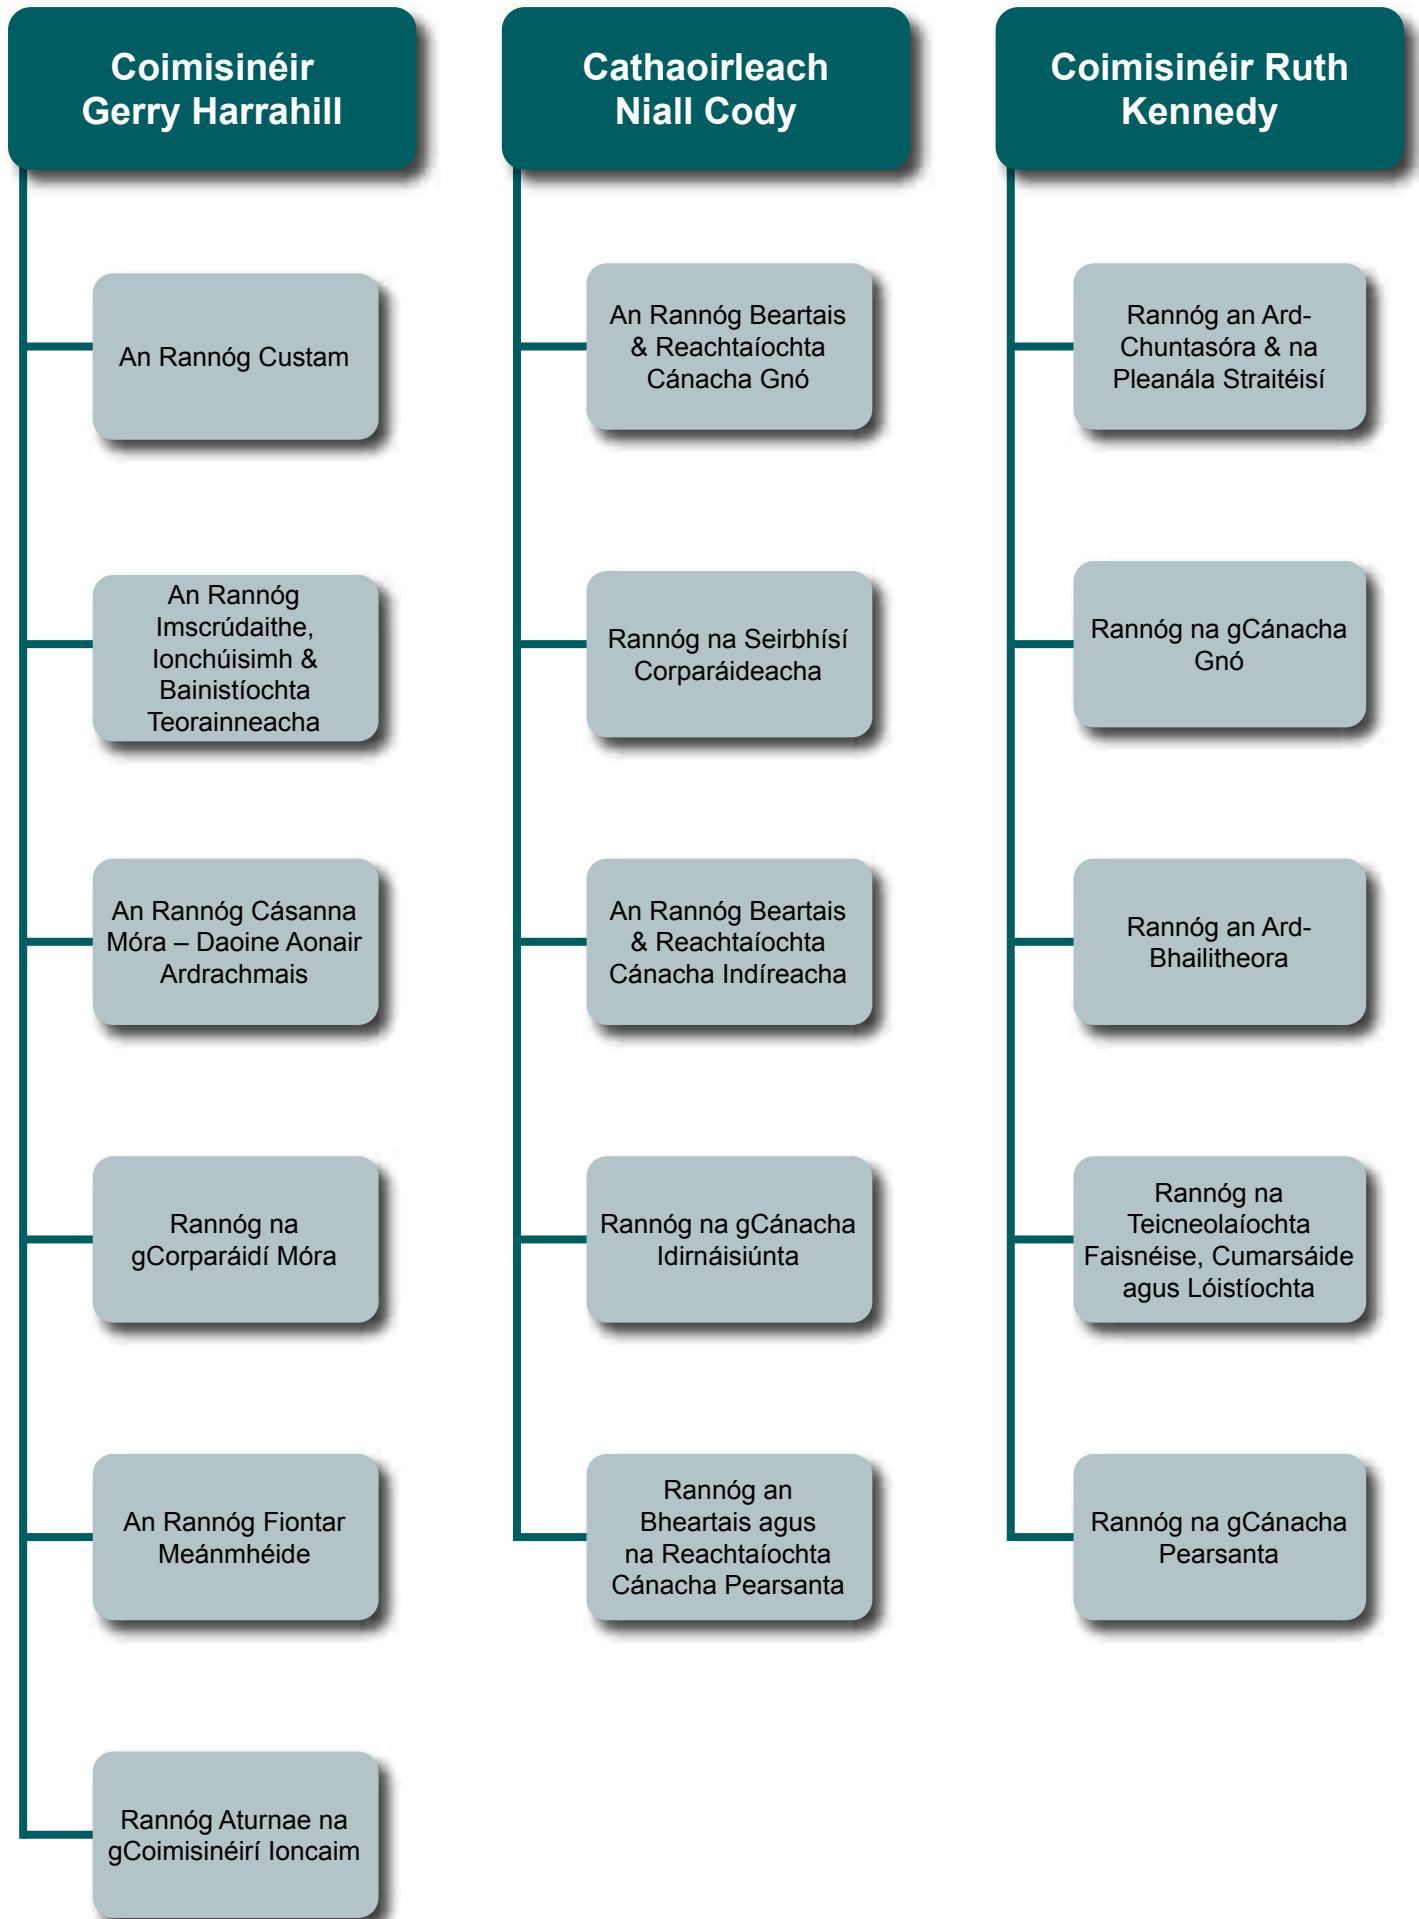 Coimisinéir
Gerry Harrahill
An Rannóg Custam
An Rannóg
Imscrúdaithe,
Ionchúisimh &
Bainistíochta
Teorainneacha
An Rannóg Cásanna
Móra – Daoine Aonair
Ardrachmais
Rannóg na
gCorparáidí Móra
An Rannóg Fiontar
Meánmhéide
Rannóg Aturnae na
gCoimisinéirí Ioncaim
Cathaoirleach
Niall Cody
An Rannóg Beartais
& Reachtaíochta
Cánacha Gnó
Rannóg na Seirbhísí
Corparáideacha
An Rannóg Beartais
& Reachtaíochta
Cánacha Indíreacha
Rannóg na gCánacha
Idirnáisiúnta
Rannóg an
Bheartais agus
na Reachtaíochta
Cánacha Pearsanta
Coimisinéir Ruth
Kennedy
Rannóg an Ard-
Chuntasóra & na
Pleanála Straitéisí
Rannóg na gCánacha
Gnó
Rannóg an Ard-
Bhailitheora
Rannóg na
Teicneolaíochta
Faisnéise, Cumarsáide
agus Lóistíochta
Rannóg na gCánacha
Pearsanta